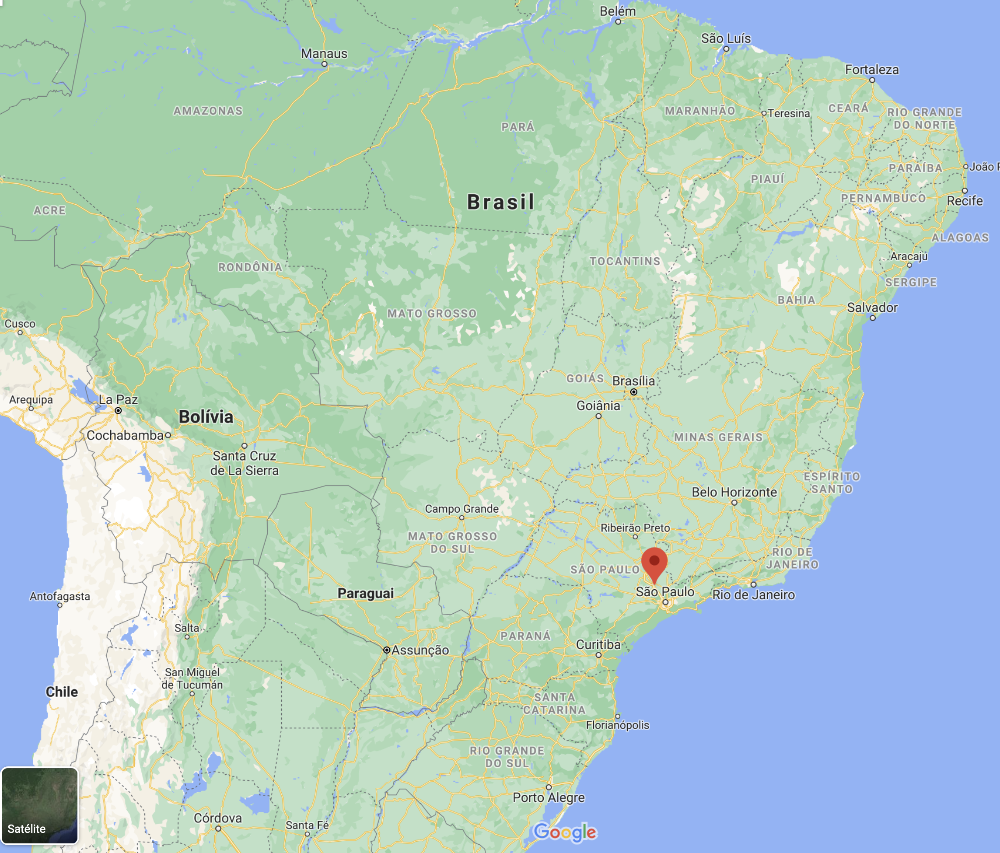 Belém
São Luís
Manaus
Fortaleza
AMAZONAS
MARANHÃO
Teresina
CEARÁ
RIO GRANDE
DO NORTE
PARÁ
PARAÍBA
João P
PIAUÍ
Brasil
PERNAMBUCO
Recife
ACRE
ALAGOAS
Aracaju
TOCANTINS
RONDÔNIA
SERGIPE
BAHIA
Salvador
MATO GROSSO
Cusco
GOIÁS
Brasília
Arequipa
La Paz
Goiânia
Bolívia
Cochabamba
MINAS GERAIS
Santa Cruz
de La Sierra
ESPÍRITO
SANTO
Belo Horizonte
Campo Grande
Ribeirão Preto
MATO GROSSO
DO SUL
RIO DE
JANEIRO
SÃO PAULO
Antofagasta
Paraguai
São Paulo
Rio de Janeiro
Salta
PARANÁ
Curitiba
Assunção
San Miguel
de Tucumán
Chile
SANTA
CATARINA
Florianópolis
RIO GRANDE
DO SUL
Porto Alegre
Córdova
Santa Fé
Satélite
Google